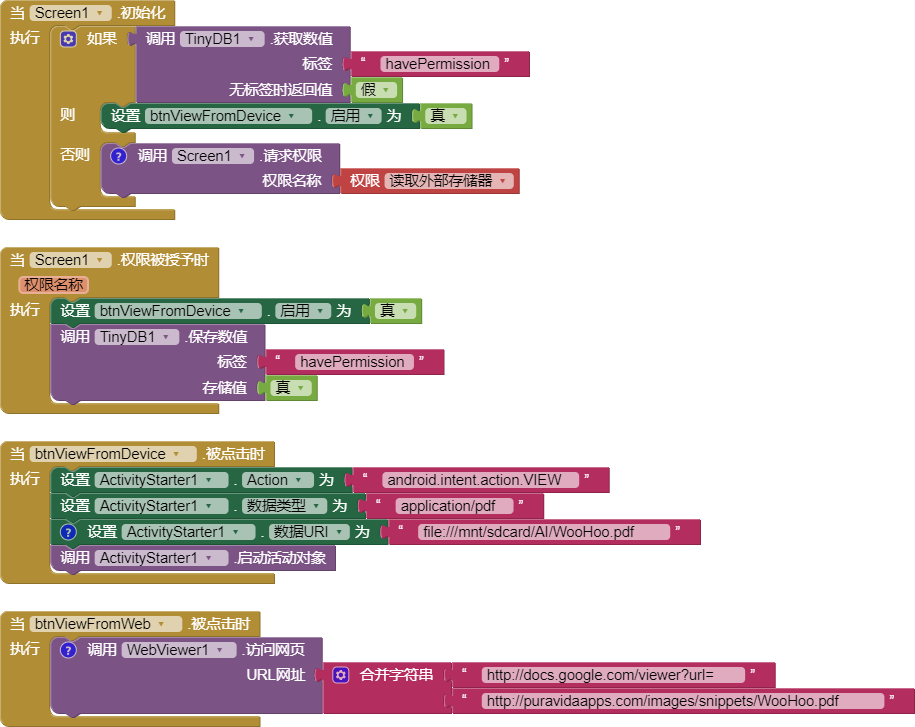 当 Screen1 .初始化
执行 如果 调用 TinyDB1 .获取数值
标签 “ havePermission ”
无标签时返回值 假
则 设置 btnViewFromDevice . 启用 为 真
否则 ? 调用 Screen1 .请求权限
权限名称 权限 读取外部存储器
当 Screen1 .权限被授予时
权限名称
执行 设置 btnViewFromDevice . 启用 为 真
调用 TinyDB1 .保存数值
标签 “ havePermission ”
存储值 真
当 btnViewFromDevice .被点击时
执行 设置 ActivityStarter1 . Action 为 “ android.intent.action.VIEW ”
设置 ActivityStarter1 . 数据类型 为 “ application/pdf ”
? 设置 ActivityStarter1 . 数据URI 为 “ file:///mnt/sdcard/AI/WooHoo.pdf ”
调用 ActivityStarter1 .启动活动对象
当 btnViewFromWeb .被点击时
执行 ? 调用 WebViewer1 .访问网页
URL网址 合并字符串 “ http://docs.google.com/viewer?url= ”
“ http://puravidaapps.com/images/snippets/WooHoo.pdf ”